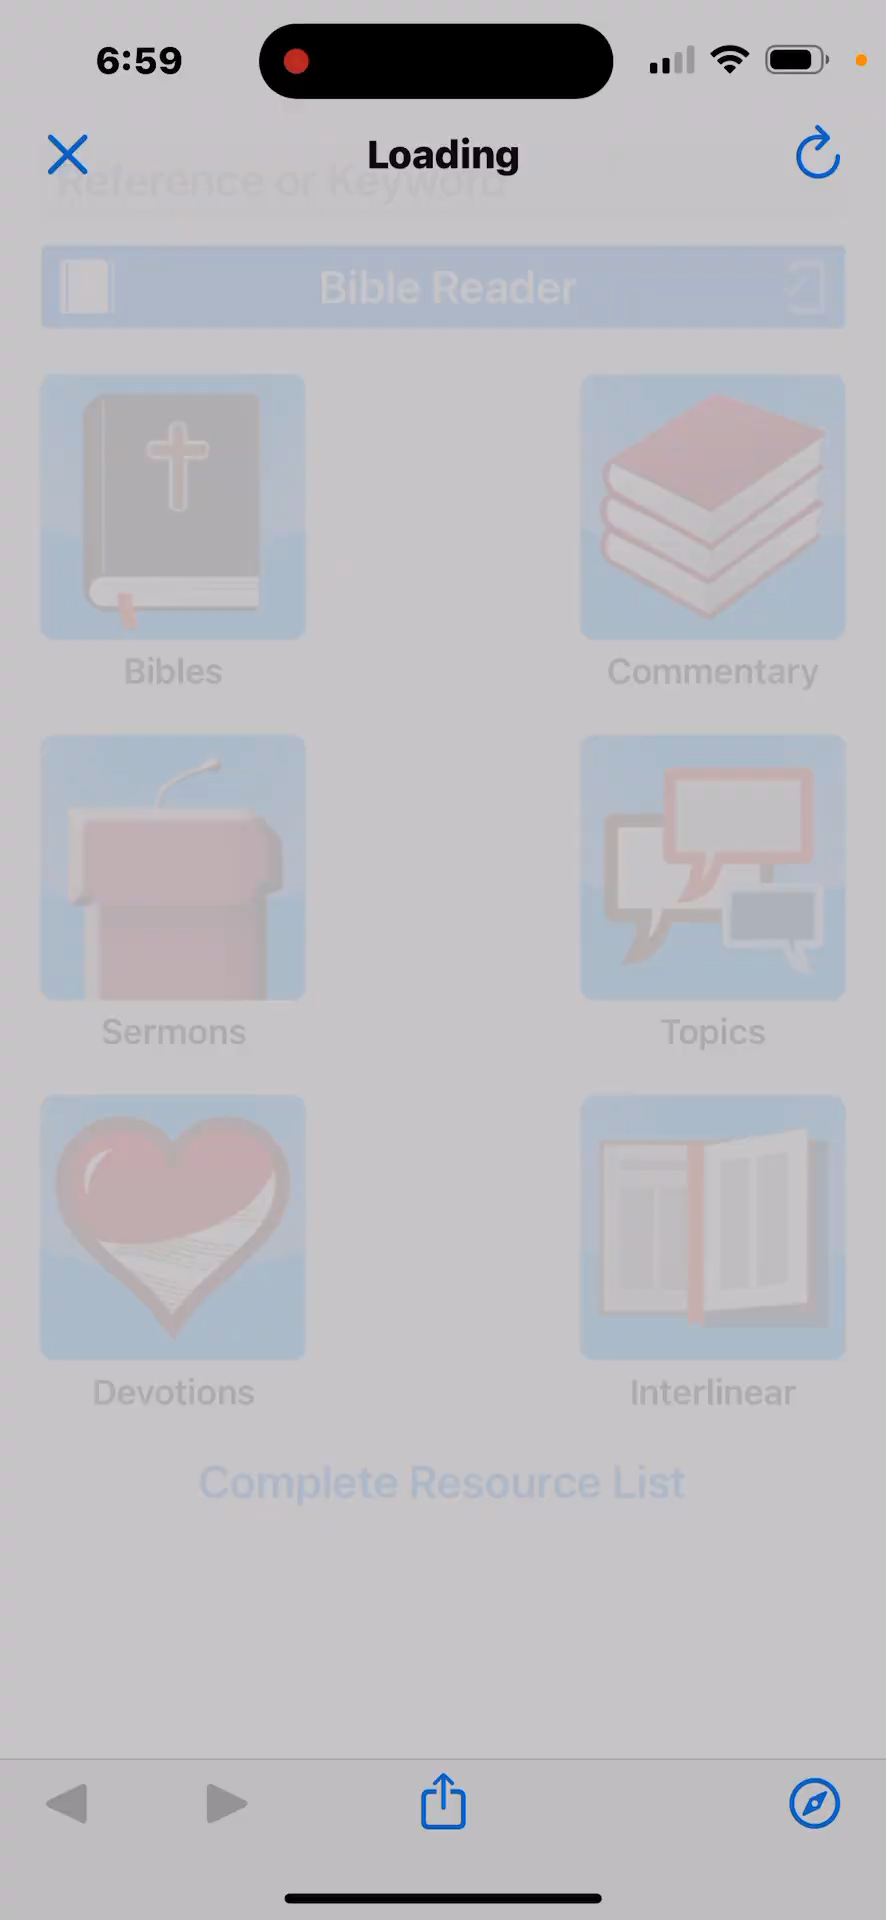 6:59
Loading
Reference or Keyword
Bible Reader
Bibles
Commentary
Sermons
Topics
Devotions
Interlinear
Complete Resource List